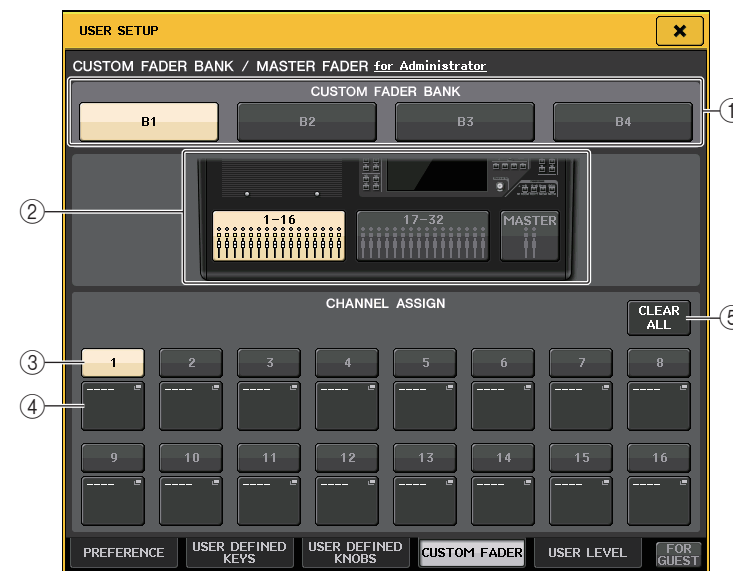 USER SETUP
CUSTOM FADER BANK / MASTER FADER for Administrator
CUSTOM FADER BANK
B1 B2 B3 B4
1
2
1-16 17-32 MASTER
CHANNEL ASSIGN
CLEAR ALL
5
3
1 2 3 4 5 6 7 8
4
---- ---- ---- ---- ---- ---- ---- ----
9 10 11 12 13 14 15 16
---- ---- ---- ---- ---- ---- ---- ----
PREFERENCE USER DEFINED KEYS USER DEFINED KNOBS CUSTOM FADER USER LEVEL FOR GUEST